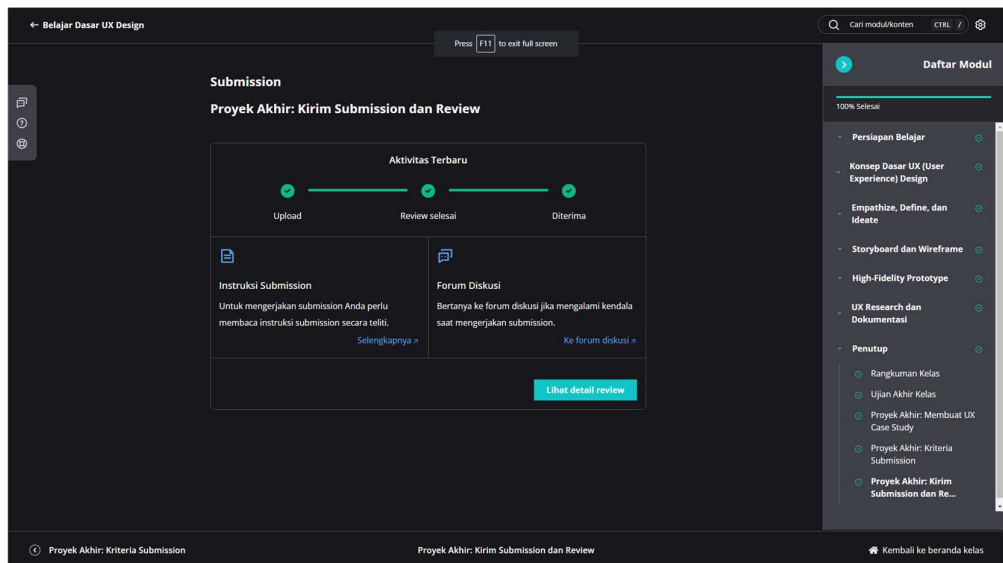 ← Belajar Dasar UX Design
Cari modul/konten CTRL /
Press F11 to exit full screen
Submission
Proyek Akhir: Kirim Submission dan Review
Aktivitas Terbaru
Upload Review selesai Diterima
Instruksi Submission
Untuk mengerjakan submission Anda perlu
membaca instruksi submission secara teliti.
Selengkapnya
Forum Diskusi
Bertanya ke forum diskusi jika mengalami kendala
saat mengerjakan submission.
Ke forum diskusi
Lihat detail review
Daftar Modul
100% Selesai
Persiapan Belajar
Konsep Dasar UX (User
Experience) Design
Empathize, Define, dan
Ideate
Storyboard dan Wireframe
High-Fidelity Prototype
UX Research dan
Dokumentasi
Penutup
Rangkuman Kelas
Ujian Akhir Kelas
Proyek Akhir: Membuat UX
Case Study
Proyek Akhir: Kriteria
Submission
Proyek Akhir: Kirim
Submission dan Re...
Proyek Akhir: Kriteria Submission
Proyek Akhir: Kirim Submission dan Review
Kembali ke beranda kelas